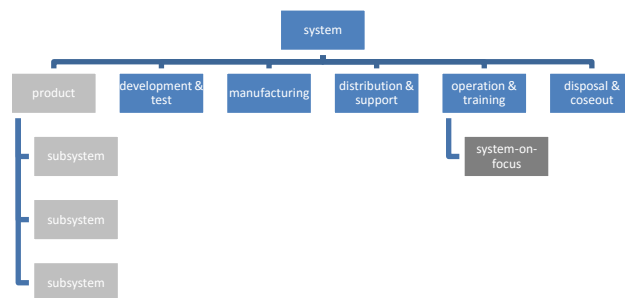 system
product
development &
test
manufacturing
distribution &
support
operation &
training
disposal &
coseout
subsystem
system-on-
focus
subsystem
subsystem